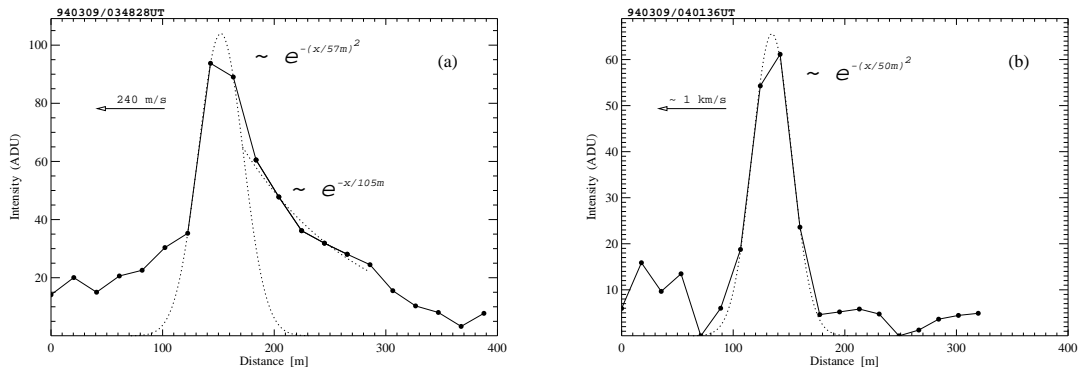 940309/034828UT
(a)
~ e^{-(x/57m)^2}
240 m/s
~ e^{-x/105m}
Intensity (ADU)
100
80
60
40
20
0 100 200 300 400
Distance [m]
940309/040136UT
(b)
~ e^{-(x/50m)^2}
~ 1 km/s
Intensity (ADU)
60
50
40
30
20
10
0 100 200 300 400
Distance [m]